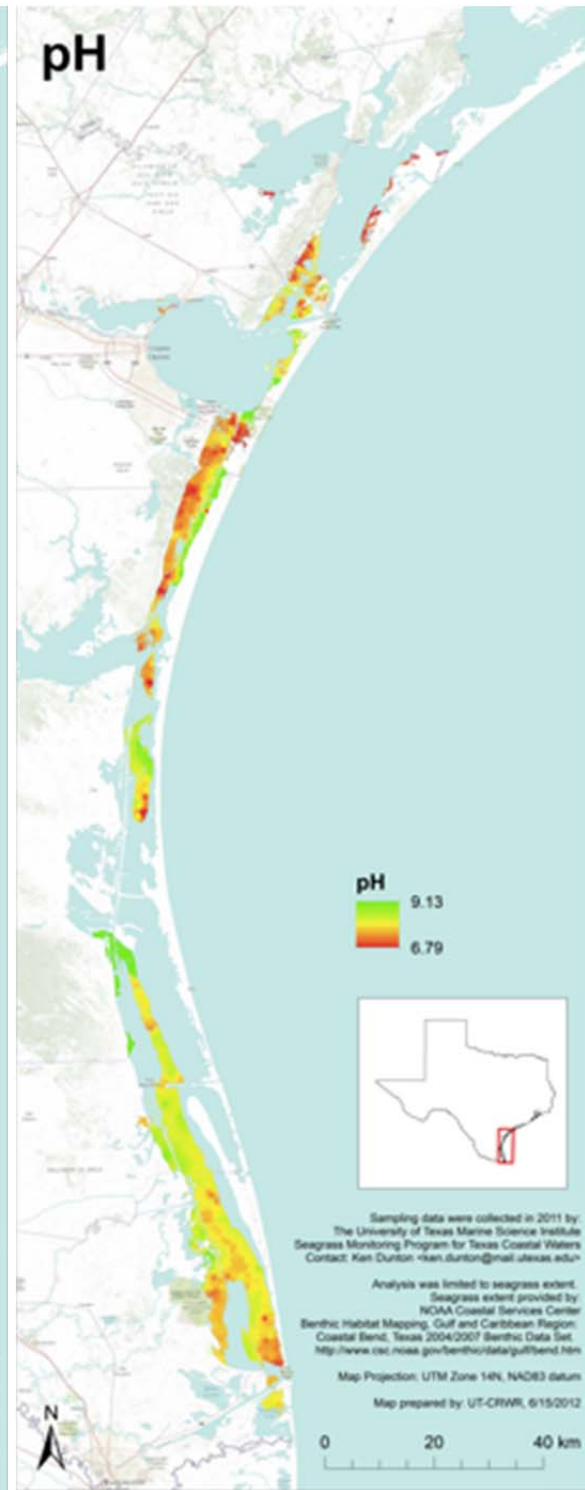 pH
pH
9.13
6.79
Sampling data were collected in 2011 by:
The University of Texas Marine Science Institute
Seagrass Monitoring Program for Texas Coastal Waters
Contact: Ken Dunton <ken.dunton@mail.utexas.edu>
Analysis was limited to seagrass extent.
Seagrass extent provided by:
NOAA Coastal Services Center
Benthic Habitat Mapping, Gulf and Caribbean Region:
Coastal Bend, Texas 2004/2007 Benthic Data Set.
http://www.csc.noaa.gov/benthic/data/gulf/bend.htm
Map Projection: UTM Zone 14N, NAD83 datum
Map prepared by: UT-CRWR, 6/15/2012
N
0 20 40 km